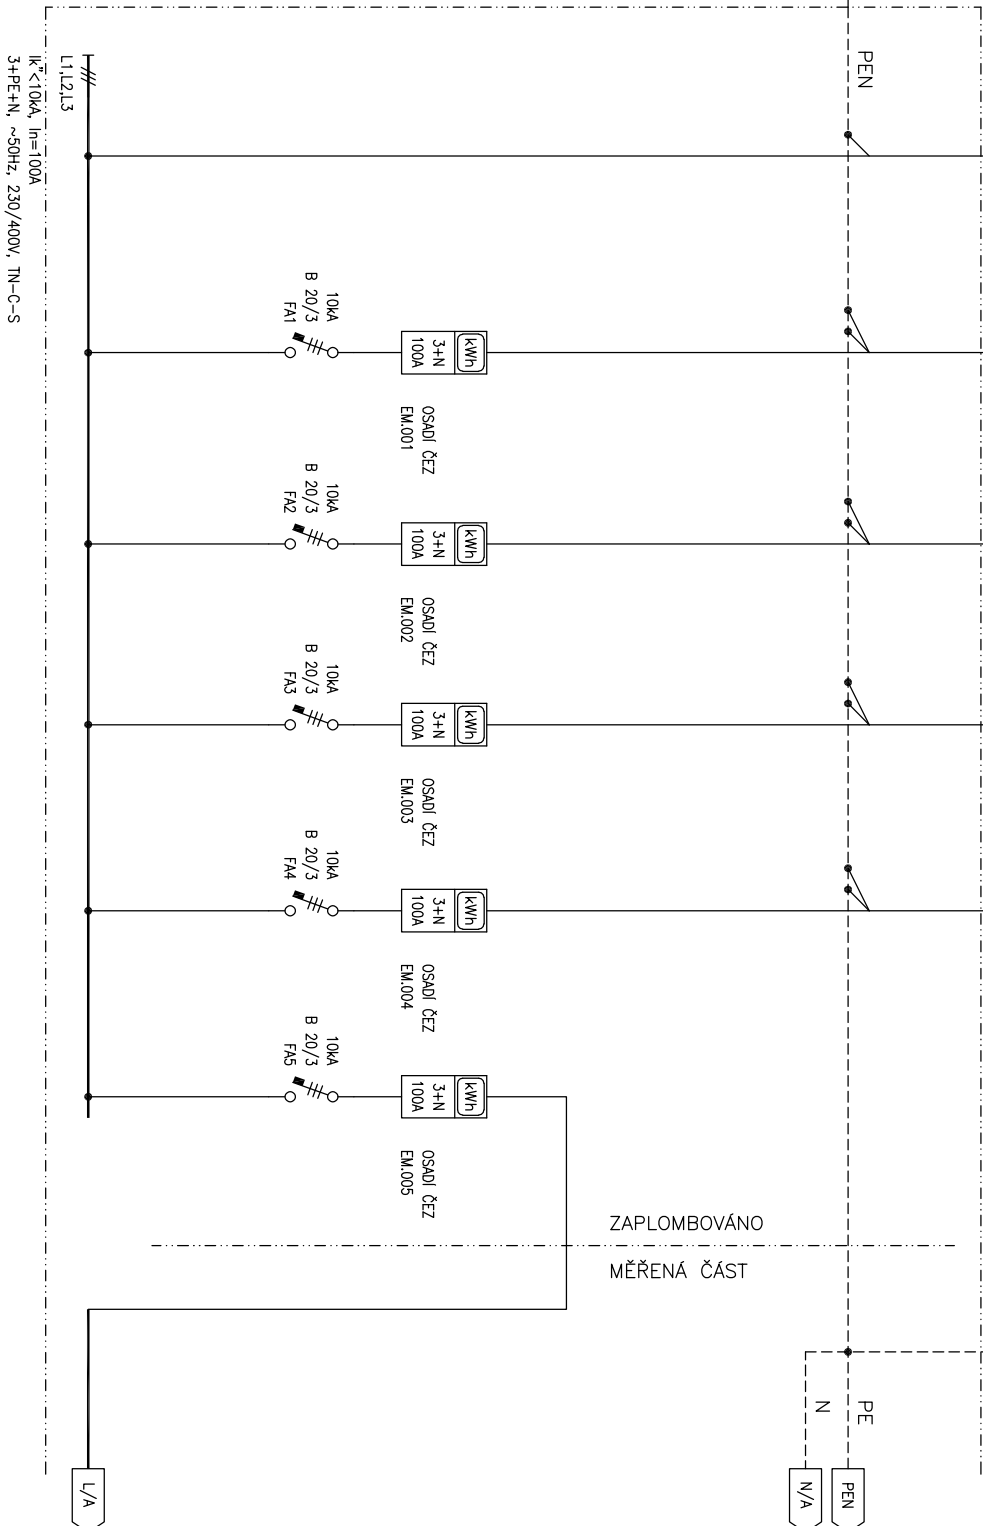 PEN
L1,L2,L3
Ik"<10kA, In=100A
3+PE+N, ~50Hz, 230/400V, TN-C-S
10kA
B 20/3
FA1
kWh
3+N
100A
OSADÍ ČEZ
EM.001
10kA
B 20/3
FA2
kWh
3+N
100A
OSADÍ ČEZ
EM.002
10kA
B 20/3
FA3
kWh
3+N
100A
OSADÍ ČEZ
EM.003
10kA
B 20/3
FA4
kWh
3+N
100A
OSADÍ ČEZ
EM.004
10kA
B 20/3
FA5
kWh
3+N
100A
OSADÍ ČEZ
EM.005
ZAPLOMBOVÁNO
MĚŘENÁ ČÁST
PE
N
PEN
N/A
L/A